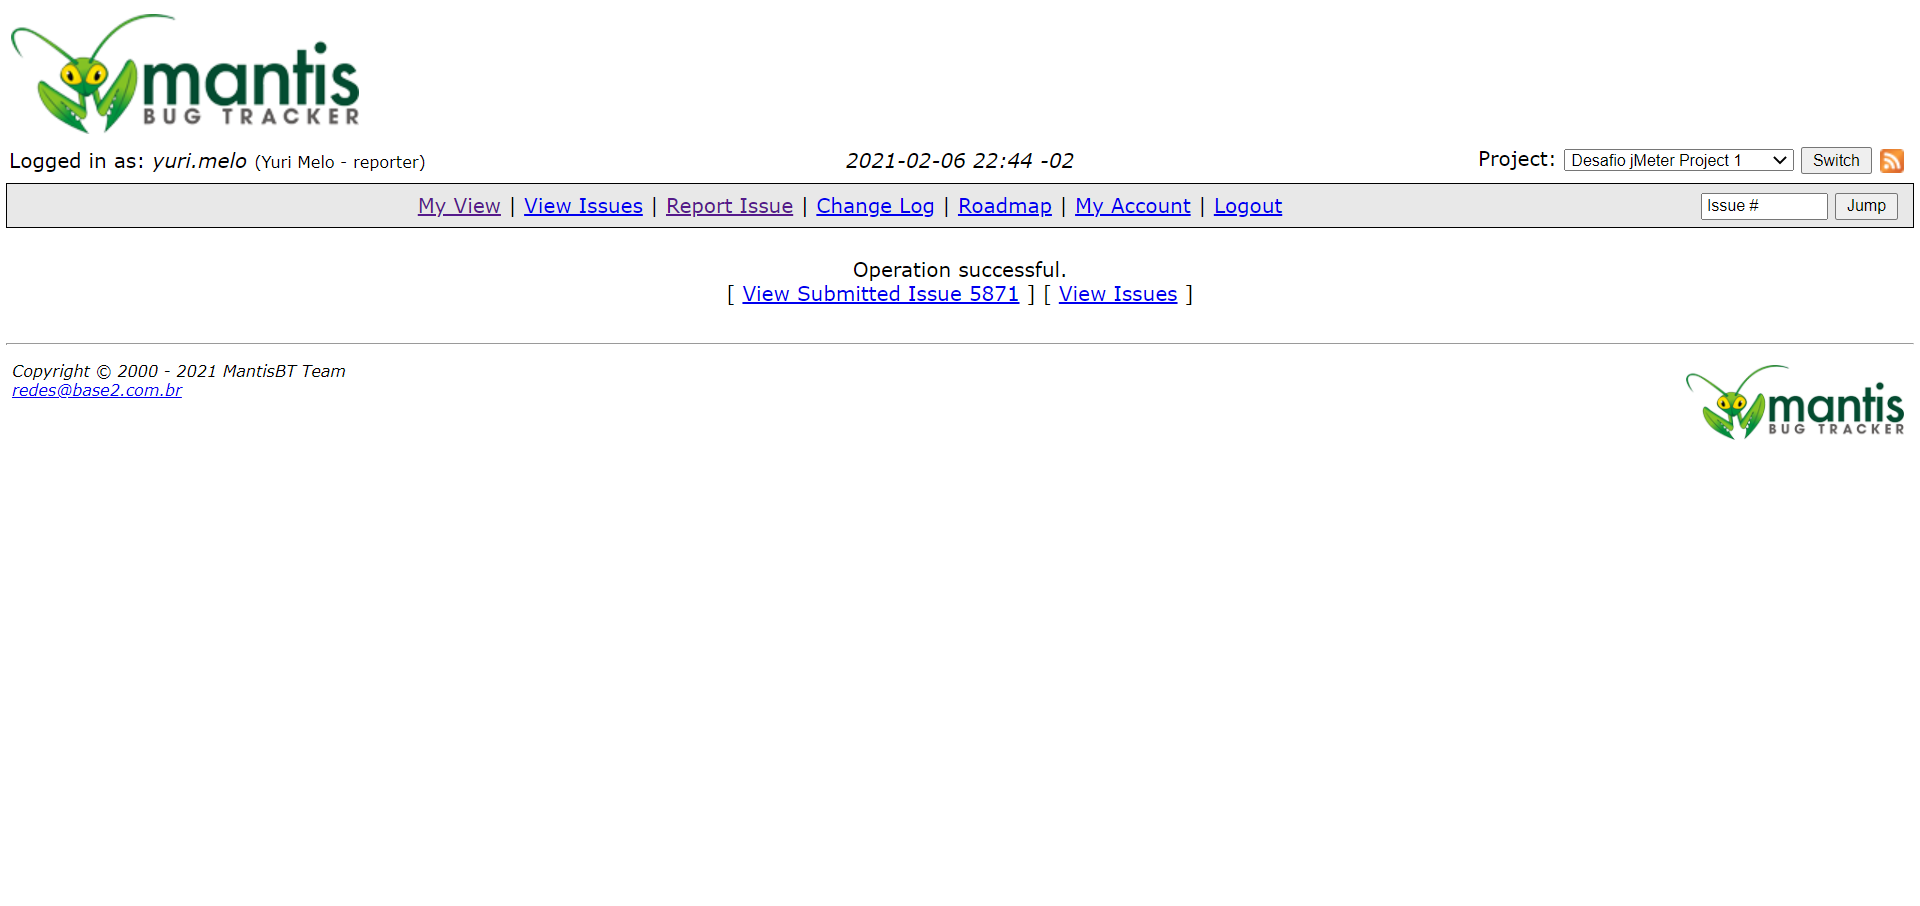 mantis
BUG TRACKER
Logged in as: yuri.melo (Yuri Melo - reporter)
2021-02-06 22:44 -02
Project: Desafio jMeter Project 1 Switch
My View | View Issues | Report Issue | Change Log | Roadmap | My Account | Logout
Issue # Jump
Operation successful.
[ View Submitted Issue 5871 ] [ View Issues ]
Copyright © 2000 - 2021 MantisBT Team
redes@base2.com.br
mantis
BUG TRACKER